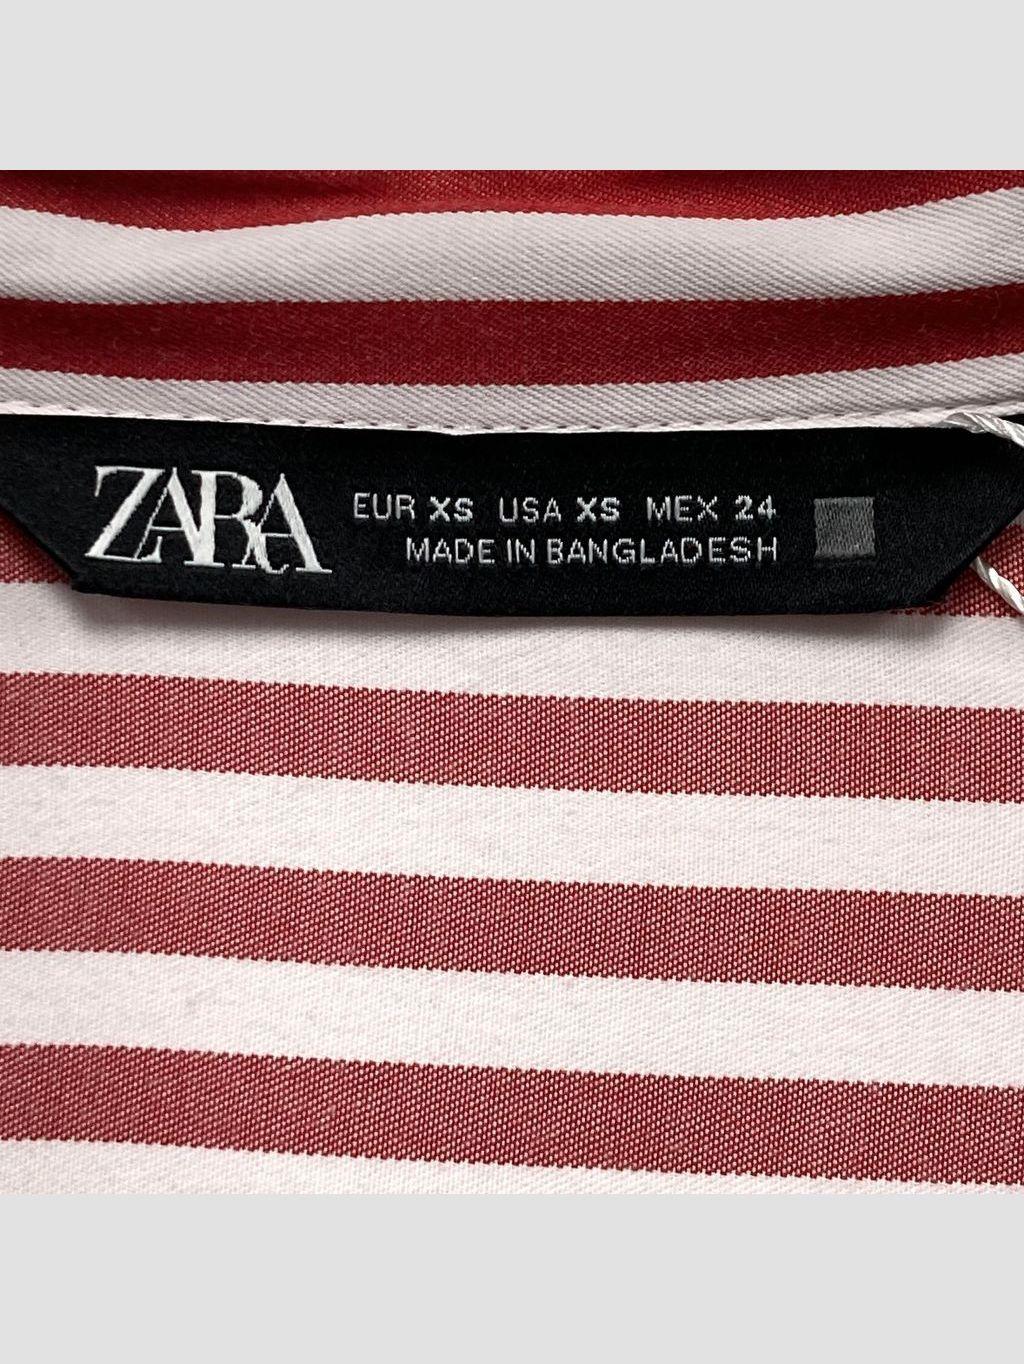 ZARA
EUR XS USA XS MEX 24
MADE IN BANGLADESH